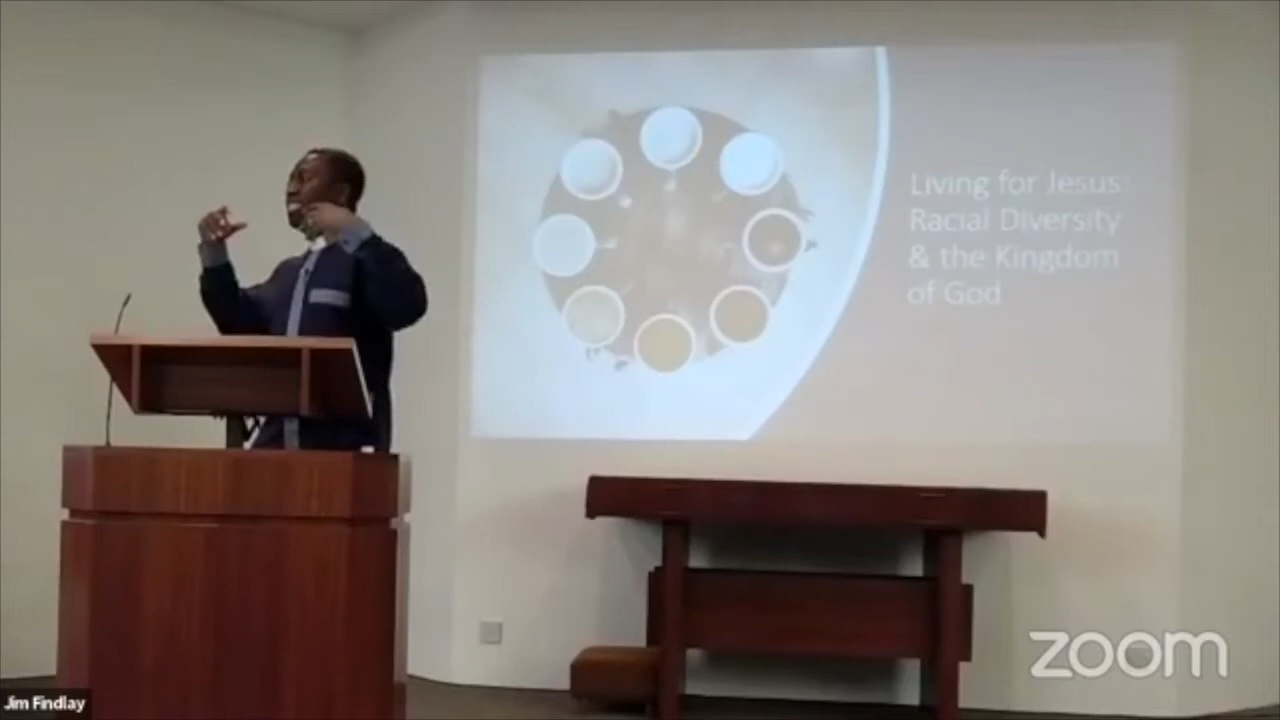 Living for Jesus:
Racial Diversity
& the Kingdom
of God
zoom
Jim Findlay